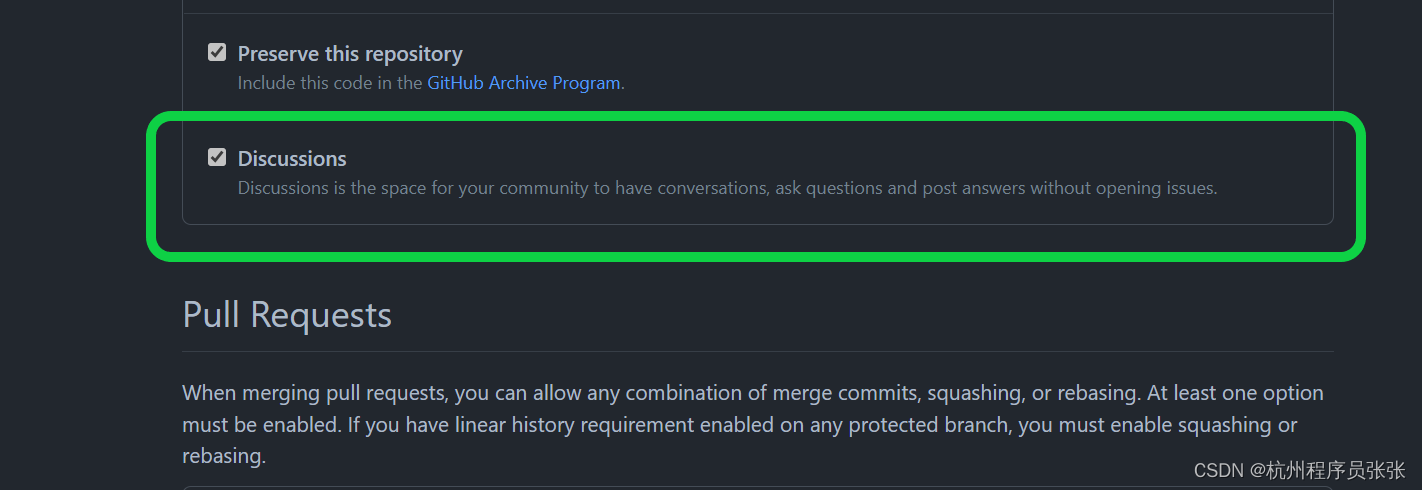 Preserve this repository
Include this code in the GitHub Archive Program.
Discussions
Discussions is the space for your community to have conversations, ask questions and post answers without opening issues.
Pull Requests
When merging pull requests, you can allow any combination of merge commits, squashing, or rebasing. At least one option
must be enabled. If you have linear history requirement enabled on any protected branch, you must enable squashing or
rebasing.
CSDN @杭州程序员张张